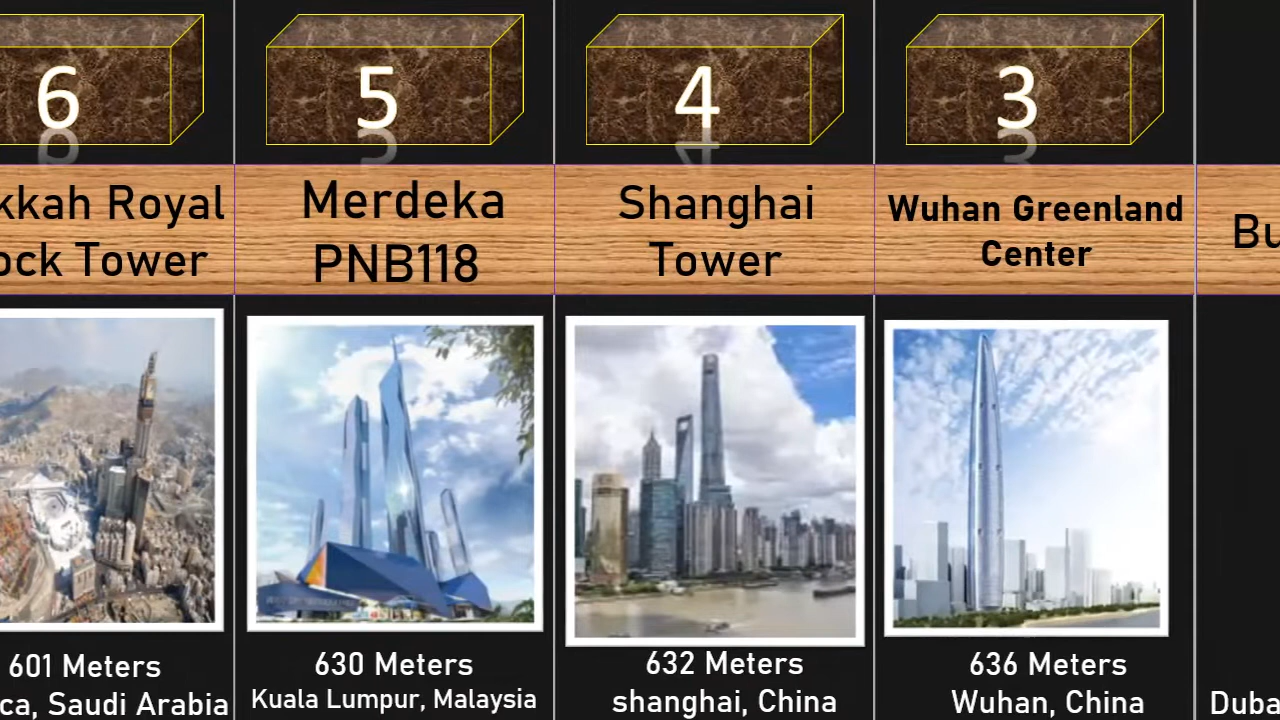 6
5
4
3
kkah Royal
ock Tower
Merdeka
PNB118
Shanghai
Tower
Wuhan Greenland
Center
Bu
601 Meters
ca, Saudi Arabia
630 Meters
Kuala Lumpur, Malaysia
632 Meters
shanghai, China
636 Meters
Wuhan, China
Duba